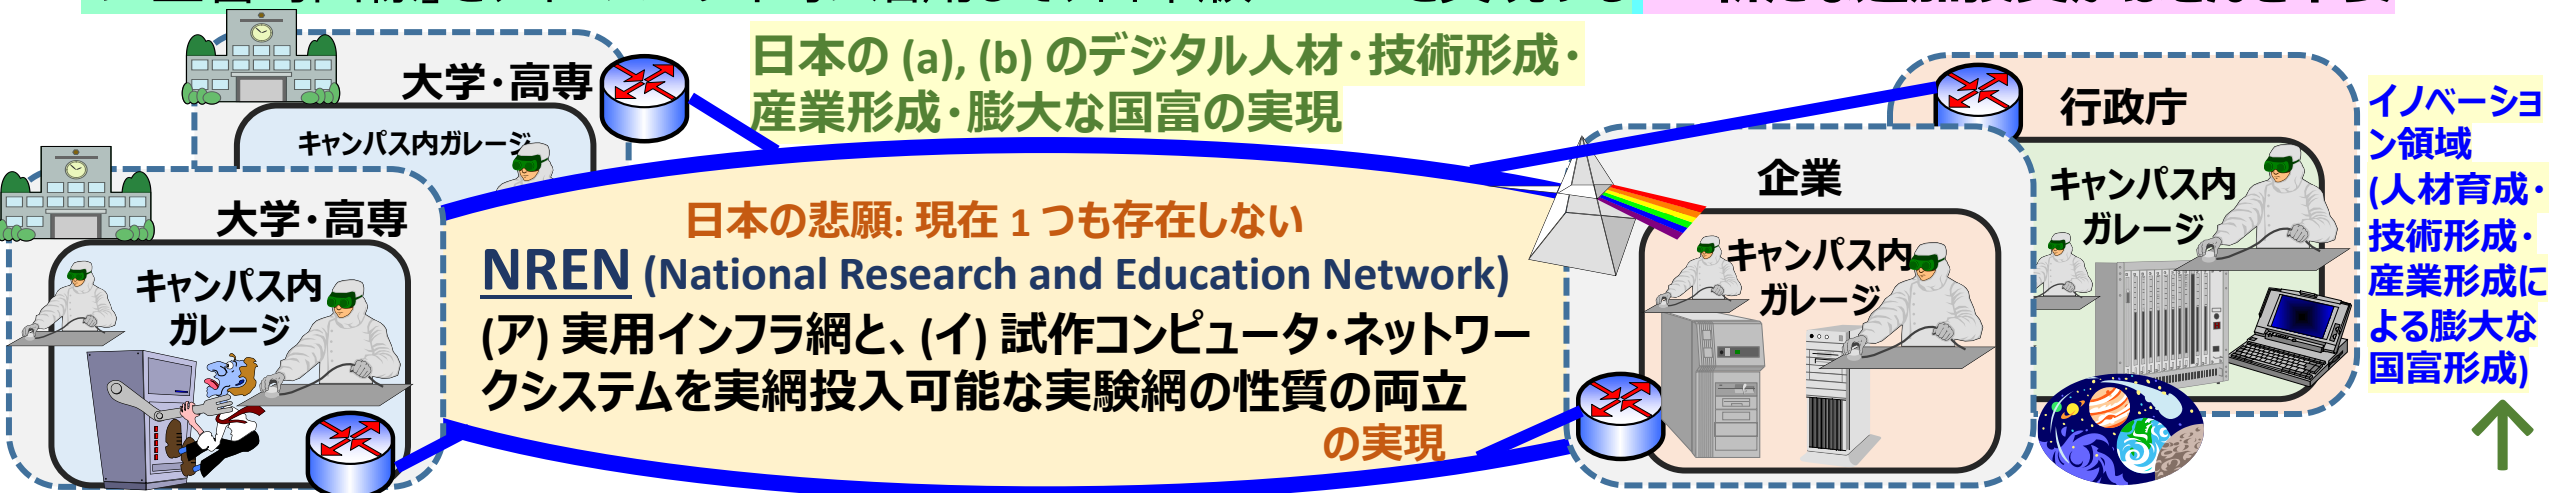 日本の (a), (b) のデジタル人材・技術形成・
産業形成・膨大な国富の実現
大学・高専
キャンパス内ガレージ
大学・高専
キャンパス内
ガレージ
日本の悲願: 現在 1 つも存在しない
NREN (National Research and Education Network)
(ア) 実用インフラ網と、(イ) 試作コンピュータ・ネットワー
クシステムを実網投入可能な実験網の性質の両立
の実現
企業
キャンパス内
ガレージ
行政庁
キャンパス内
ガレージ
イノベーショ
ン領域
(人材育成・
技術形成・
産業形成に
よる膨大な
国富形成)